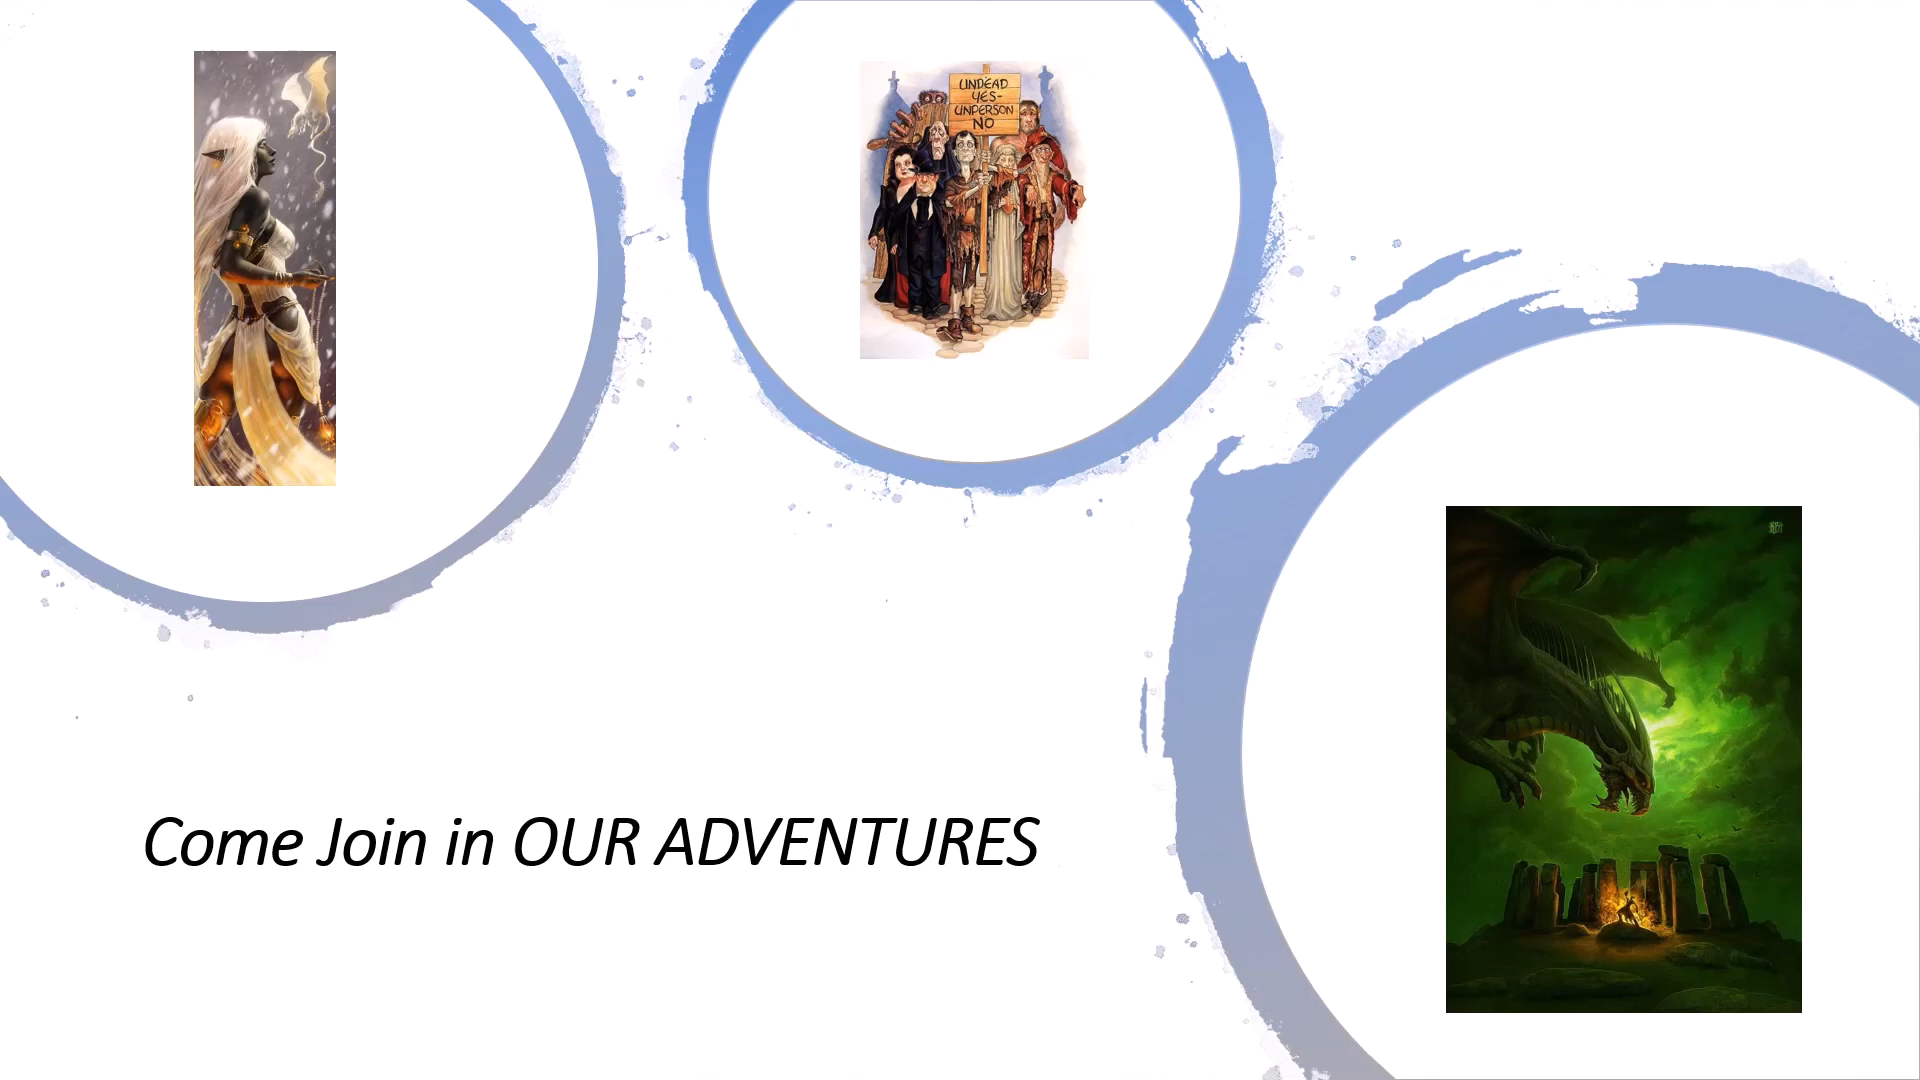 UNDEAD
YES-
UNPERSON
NO
Come Join in OUR ADVENTURES